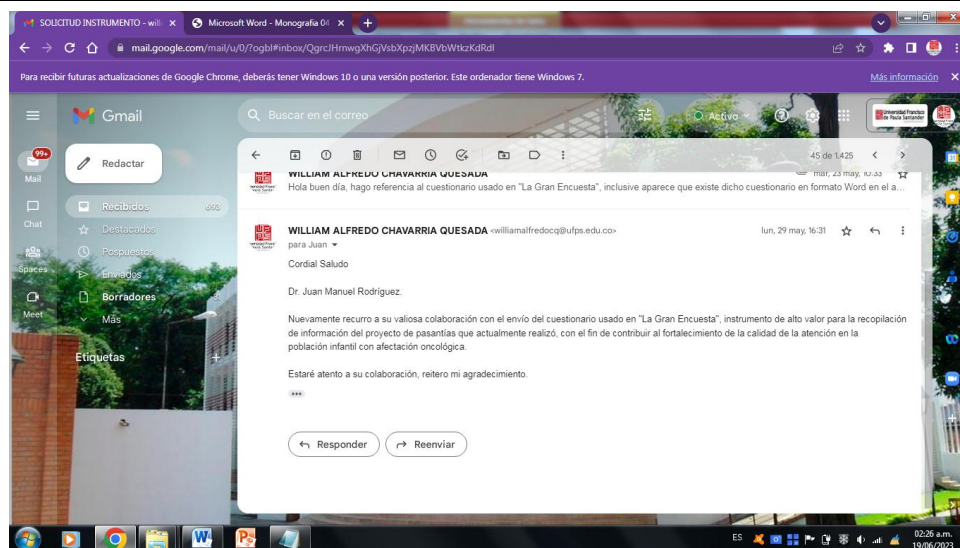 SOLICITUD INSTRUMENTO - will
Microsoft Word - Monografia 04
mail.google.com/mail/u/0/?ogbl#inbox/QgrcJHrnwgXhGjVsbXpzjMKBVbWtkzKdRdl
Para recibir futuras actualizaciones de Google Chrome, deberás tener Windows 10 o una versión posterior. Este ordenador tiene Windows 7.
Más información
Gmail
Buscar en el correo
Activo
Universidad Francisco
de Paula Santander
99+
Mail
Chat
Spaces
Meet
Redactar
Recibidos 693
Destacados
Pospuestos
Enviados
Borradores
Más
Etiquetas
45 de 1.425
WILLIAM ALFREDO CHAVARRIA QUESADA
mar, 23 may, 10:33
Hola buen día, hago referencia al cuestionario usado en "La Gran Encuesta", inclusive aparece que existe dicho cuestionario en formato Word en el a...
WILLIAM ALFREDO CHAVARRIA QUESADA <williamalfredocq@ufps.edu.co>
lun, 29 may, 16:31
para Juan
Cordial Saludo
Dr. Juan Manuel Rodríguez.
Nuevamente recurro a su valiosa colaboración con el envío del cuestionario usado en "La Gran Encuesta", instrumento de alto valor para la recopilación
de información del proyecto de pasantías que actualmente realizó, con el fin de contribuir al fortalecimiento de la calidad de la atención en la
población infantil con afectación oncológica.
Estaré atento a su colaboración, reitero mi agradecimiento.
Responder
Reenviar
ES
02:26 a.m.
19/06/2023